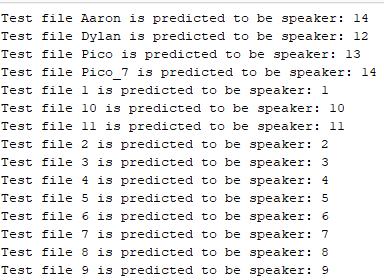 Test file Aaron is predicted to be speaker: 14
Test file Dylan is predicted to be speaker: 12
Test file Pico is predicted to be speaker: 13
Test file Pico_7 is predicted to be speaker: 14
Test file 1 is predicted to be speaker: 1
Test file 10 is predicted to be speaker: 10
Test file 11 is predicted to be speaker: 11
Test file 2 is predicted to be speaker: 2
Test file 3 is predicted to be speaker: 3
Test file 4 is predicted to be speaker: 4
Test file 5 is predicted to be speaker: 5
Test file 6 is predicted to be speaker: 6
Test file 7 is predicted to be speaker: 7
Test file 8 is predicted to be speaker: 8
Test file 9 is predicted to be speaker: 9